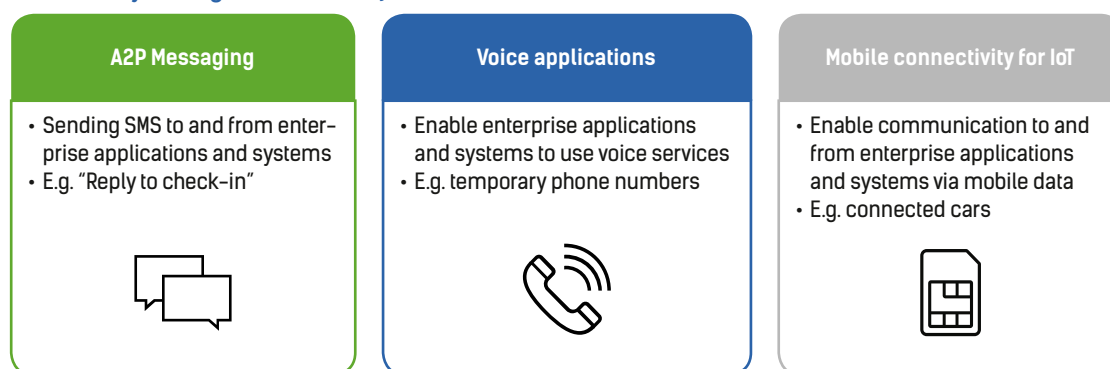 A2P Messaging
• Sending SMS to and from enter-
prise applications and systems
• E.g. “Reply to check-in”
Voice applications
• Enable enterprise applications
and systems to use voice services
• E.g. temporary phone numbers
Mobile connectivity for IoT
• Enable communication to and
from enterprise applications
and systems via mobile data
• E.g. connected cars